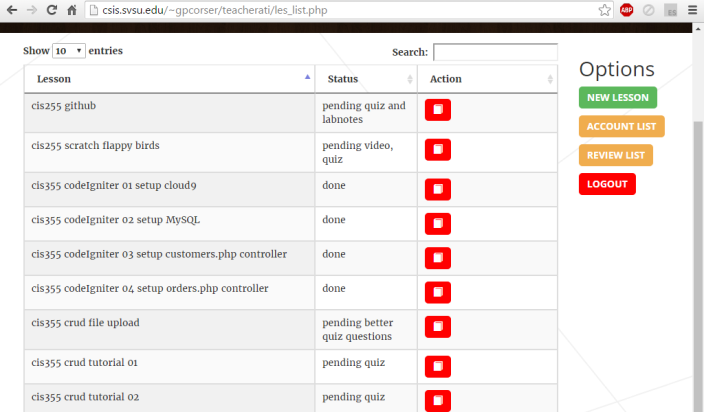 csis.svsu.edu/~gpcorser/teacherati/les_list.php
ABP
ES
Show 10 entries
Search:
Lesson Status Action
cis255 github pending quiz and
labnotes
cis255 scratch flappy birds pending video,
quiz
cis355 codeIgniter 01 setup cloud9 done
cis355 codeIgniter 02 setup MySQL done
cis355 codeIgniter 03 setup customers.php controller done
cis355 codeIgniter 04 setup orders.php controller done
cis355 crud file upload pending better
quiz questions
cis355 crud tutorial 01 pending quiz
cis355 crud tutorial 02 pending quiz
Options
NEW LESSON
ACCOUNT LIST
REVIEW LIST
LOGOUT